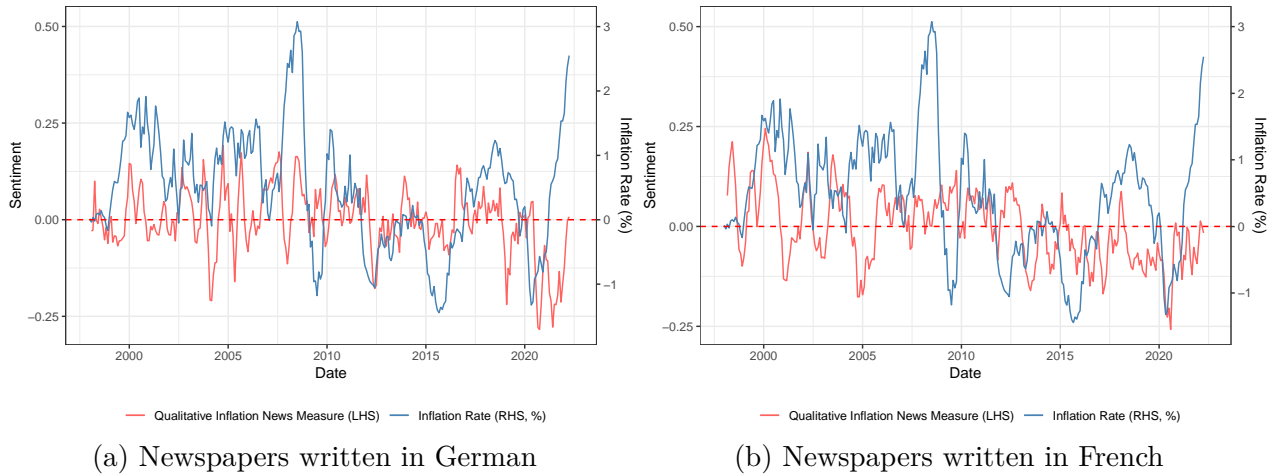 0.50
0.25
0.00
−0.25
3
2
1
0
−1
Sentiment
Inflation Rate (%)
2000 2005 2010 2015 2020
Date
Qualitative Inflation News Measure (LHS) Inflation Rate (RHS, %)
(a) Newspapers written in German
0.50
0.25
0.00
−0.25
3
2
1
0
−1
Sentiment
Inflation Rate (%)
2000 2005 2010 2015 2020
Date
Qualitative Inflation News Measure (LHS) Inflation Rate (RHS, %)
(b) Newspapers written in French